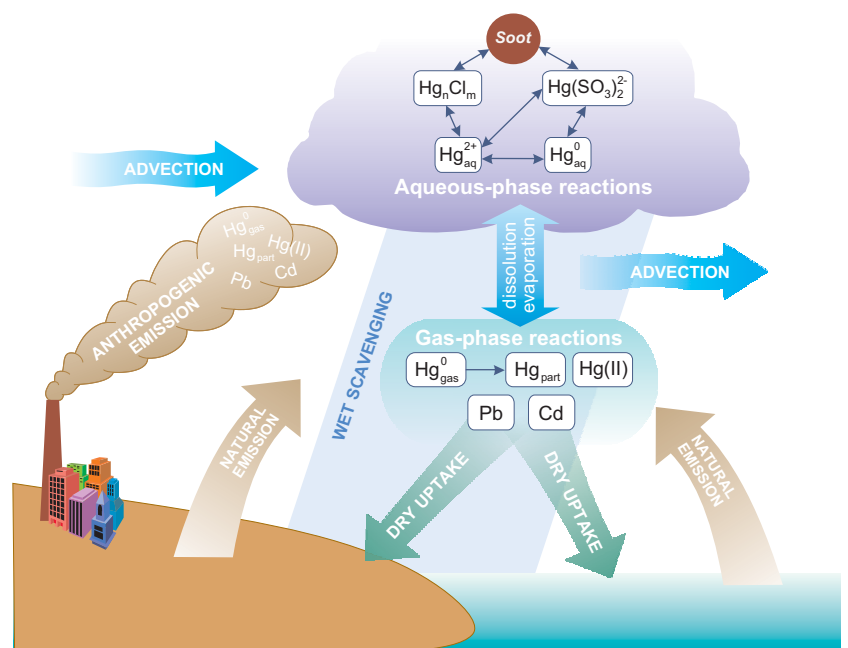 Soot
HgₙClₘ
Hg(SO₃)₂²⁻
Hg²⁺aq
Hg⁰aq
Aqueous-phase reactions
ADVECTION
Hg⁰gas
Hgpart
Hg(II)
Pb
Cd
ANTHROPOGENIC
EMISSION
dissolution
evaporation
ADVECTION
WET SCAVENGING
Gas-phase reactions
Hg⁰gas
Hgpart
Hg(II)
Pb
Cd
NATURAL
EMISSION
DRY UPTAKE
DRY UPTAKE
NATURAL
EMISSION